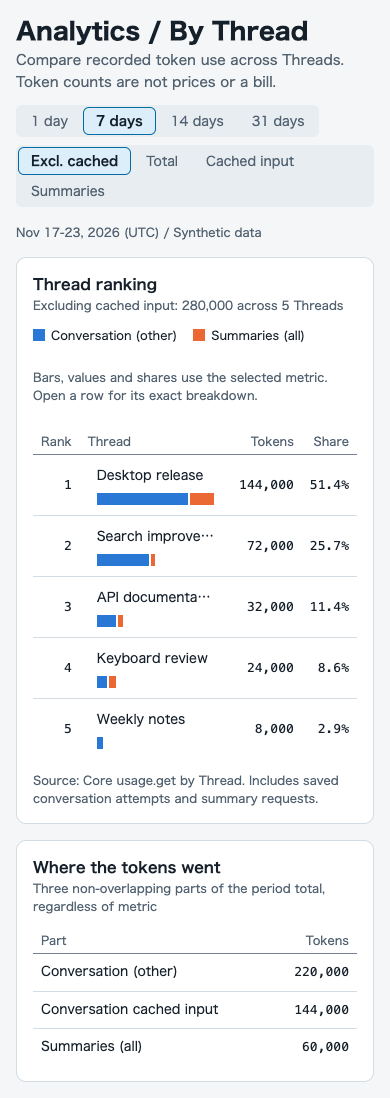 Analytics / By Thread
Compare recorded token use across Threads.
Token counts are not prices or a bill.
1 day 7 days 14 days 31 days
Excl. cached Total Cached input
Summaries
Nov 17-23, 2026 (UTC) / Synthetic data
Thread ranking
Excluding cached input: 280,000 across 5 Threads
Conversation (other) Summaries (all)
Bars, values and shares use the selected metric.
Open a row for its exact breakdown.
Rank Thread Tokens Share
1 Desktop release 144,000 51.4%
2 Search improve… 72,000 25.7%
3 API documenta… 32,000 11.4%
4 Keyboard review 24,000 8.6%
5 Weekly notes 8,000 2.9%
Source: Core usage.get by Thread. Includes saved
conversation attempts and summary requests.
Where the tokens went
Three non-overlapping parts of the period total,
regardless of metric
Part Tokens
Conversation (other) 220,000
Conversation cached input 144,000
Summaries (all) 60,000